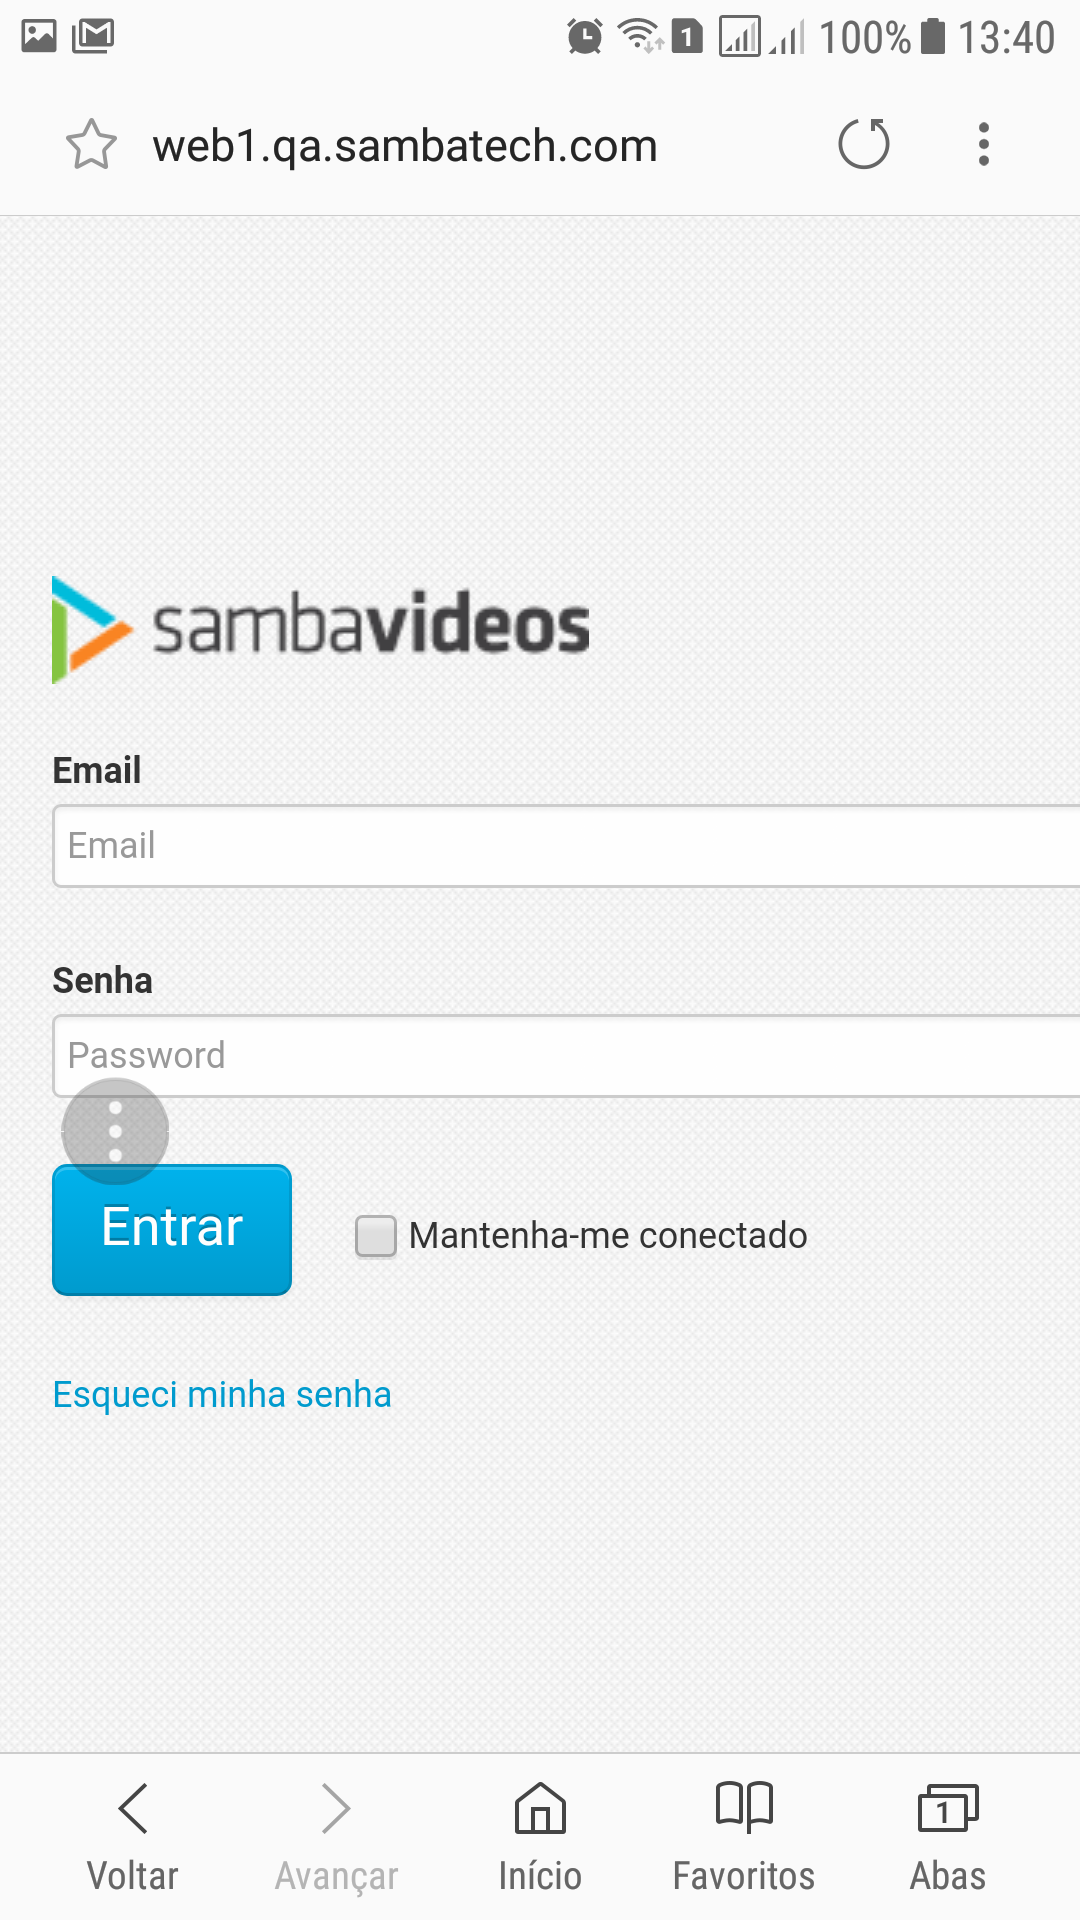 1 100% 13:40
web1.qa.sambatech.com
sambavideos
Email
Email
Senha
Password
Entrar
Mantenha-me conectado
Esqueci minha senha
1
Voltar Avançar Início Favoritos Abas